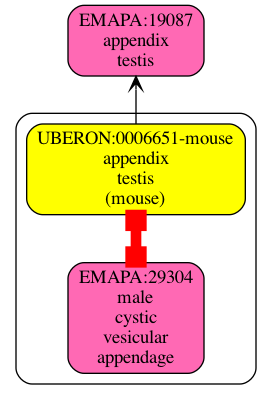 EMAPA:19087
appendix
testis
UBERON:0006651-mouse
appendix
testis
(mouse)
EMAPA:29304
male
cystic
vesicular
appendage